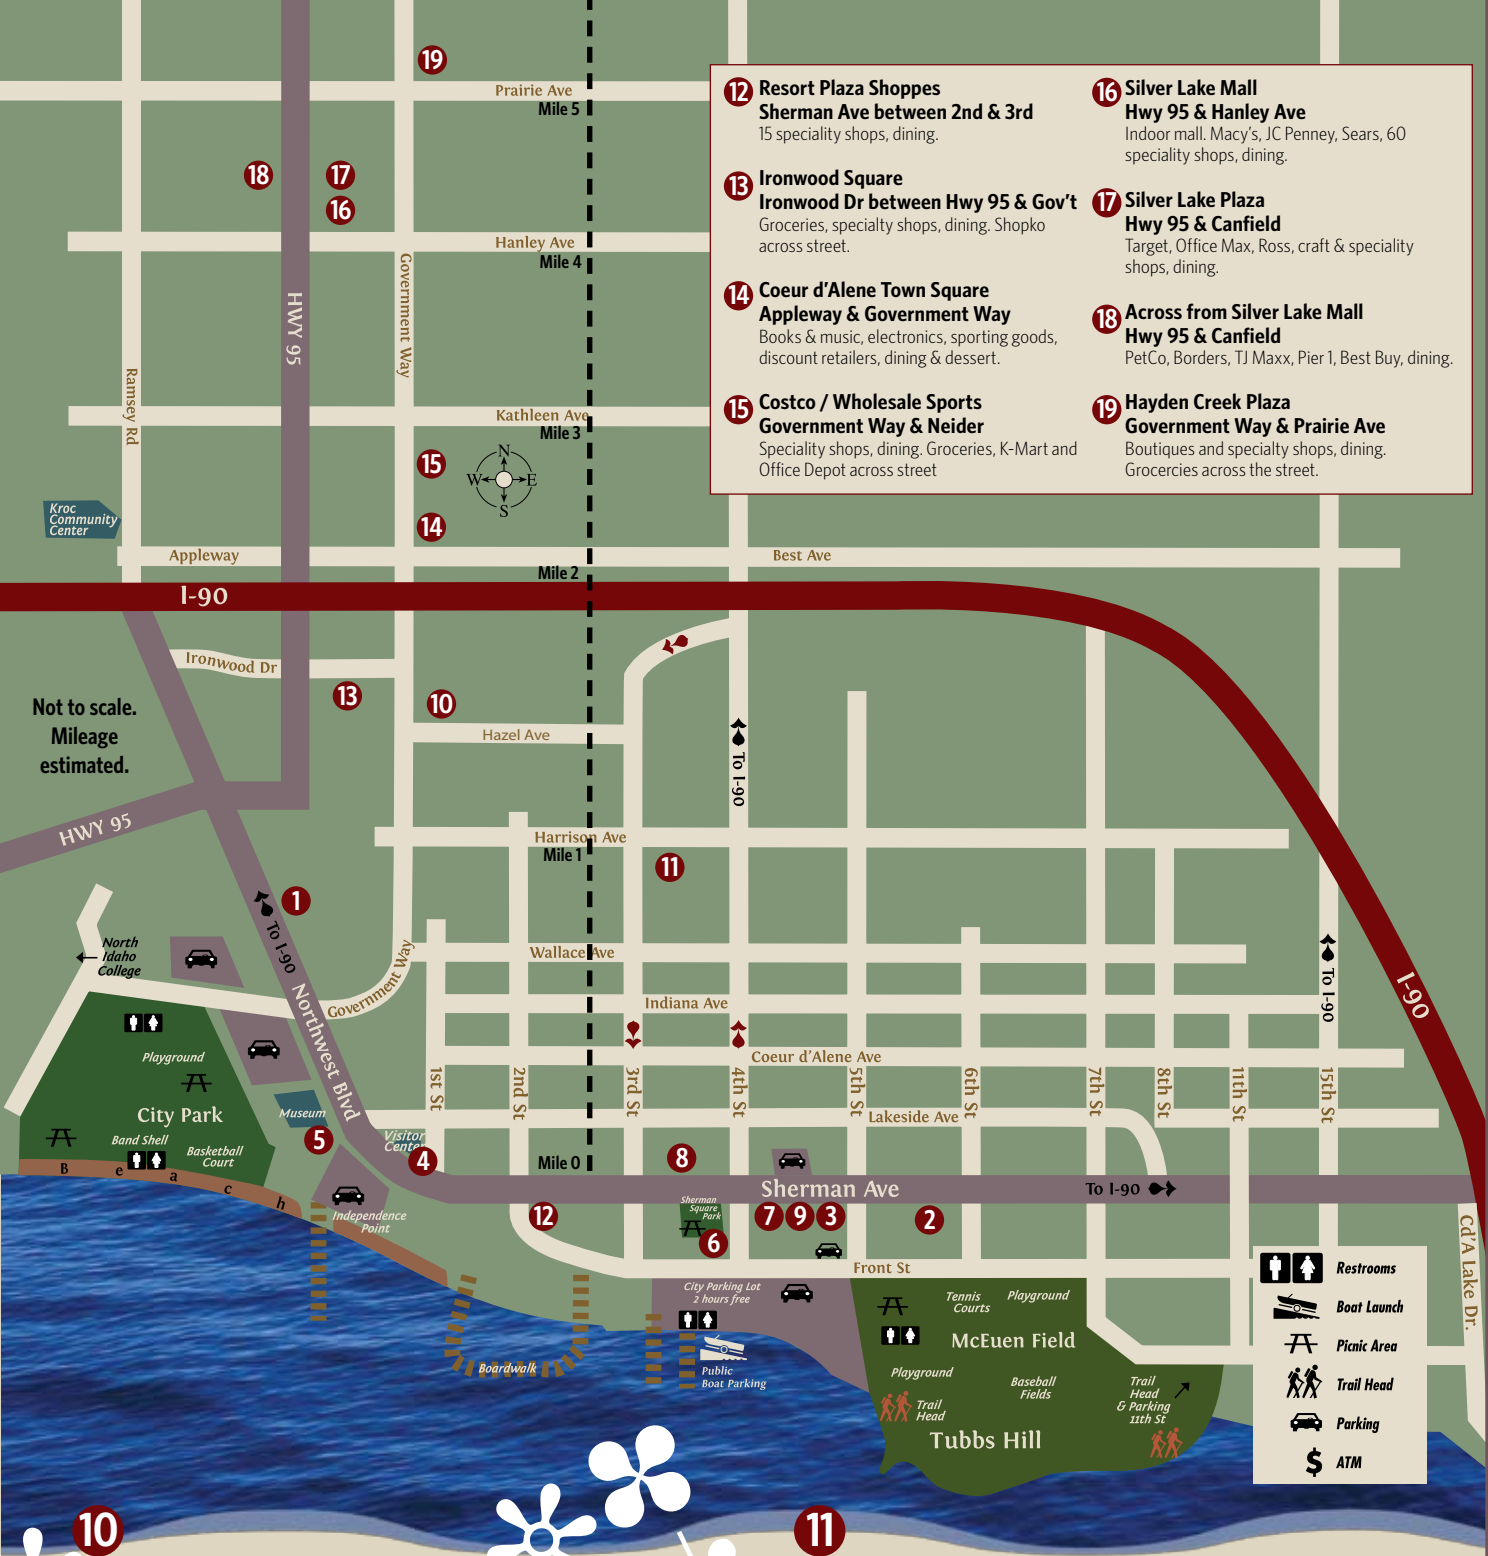 19
Prairie Ave
Mile 5
18
17
16
Hanley Ave
Mile 4
HWY 95
Government Way
Ramsey Rd
Kathleen Ave
Mile 3
15
N
W E
S
14
Kroc
Community
Center
Appleway
Best Ave
Mile 2
I-90
12 Resort Plaza Shoppes
Sherman Ave between 2nd & 3rd
15 speciality shops, dining.
13 Ironwood Square
Ironwood Dr between Hwy 95 & Gov't
Groceries, specialty shops, dining. Shopko
across street.
14 Coeur d'Alene Town Square
Appleway & Government Way
Books & music, electronics, sporting goods,
discount retailers, dining & dessert.
15 Costco / Wholesale Sports
Government Way & Neider
Speciality shops, dining. Groceries, K-Mart and
Office Depot across street
16 Silver Lake Mall
Hwy 95 & Hanley Ave
Indoor mall. Macy's, JC Penney, Sears, 60
speciality shops, dining.
17 Silver Lake Plaza
Hwy 95 & Canfield
Target, Office Max, Ross, craft & speciality
shops, dining.
18 Across from Silver Lake Mall
Hwy 95 & Canfield
PetCo, Borders, TJ Maxx, Pier 1, Best Buy, dining.
19 Hayden Creek Plaza
Government Way & Prairie Ave
Boutiques and specialty shops, dining.
Grocercies across the street.
Ironwood Dr
Not to scale.
Mileage
estimated.
13
10
Hazel Ave
To I-90
HWY 95
Harrison Ave
Mile 1
11
1
To I-90
North
Idaho
College
Wallace Ave
Government Way
Northwest Blvd
Indiana Ave
To I-90
I-90
Coeur d'Alene Ave
Playground
City Park
Band Shell
Basketball
Court
B e a c h
Museum
5
Visitor
Center
4
1st St
2nd St
3rd St
4th St
5th St
6th St
7th St
8th St
11th St
15th St
Lakeside Ave
Mile 0
8
Sherman Ave
To I-90
Independence
Point
12
Sherman
Square
Park
6
7
9
3
2
Front St
Cd'A Lake Dr.
City Parking Lot
2 hours free
Public
Boat Parking
Boardwalk
Tennis
Courts
Playground
McEuen Field
Playground
Baseball
Fields
Trail
Head
Trail
Head
& Parking
11th St
Tubbs Hill
Restrooms
Boat Launch
Picnic Area
Trail Head
Parking
$ ATM
10
11